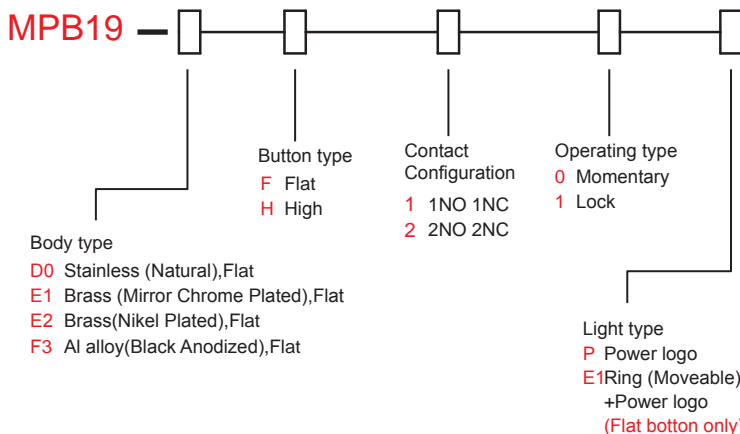 MPB19
Button type
F Flat
H High
Contact
Configuration
1 1NO 1NC
2 2NO 2NC
Operating type
0 Momentary
1 Lock
Body type
D0 Stainless (Natural),Flat
E1 Brass (Mirror Chrome Plated),Flat
E2 Brass(Nikel Plated),Flat
F3 Al alloy(Black Anodized),Flat
Light type
P Power logo
E1Ring (Moveable)
+Power logo
(Flat botton only)